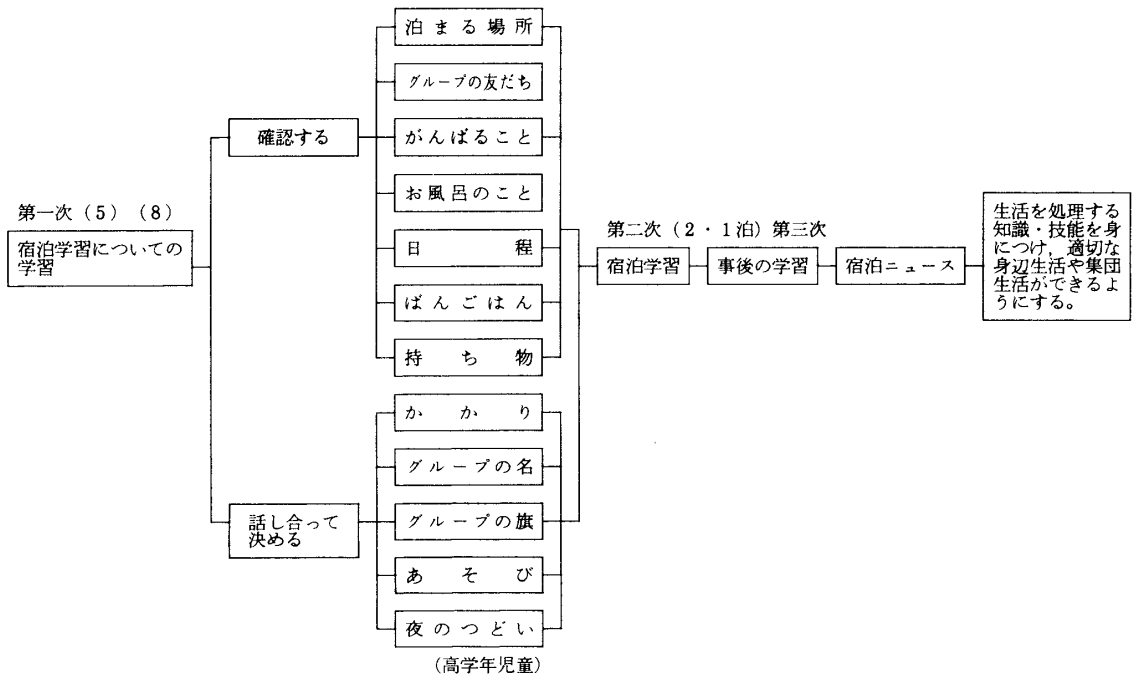 第一次(5)(8)
宿泊学習についての
学習
確認する
泊まる場所
グループの友だち
がんばること
お風呂のこと
日程
ばんごはん
持ち物
話し合って
決める
かかり
グループの名
グループの旗
あそび
夜のつどい
(高学年児童)
第二次(2・1泊)第三次
宿泊学習
事後の学習
宿泊ニュース
生活を処理する
知識・技能を身
につけ,適切な
身辺生活や集団
生活ができるよ
うにする。